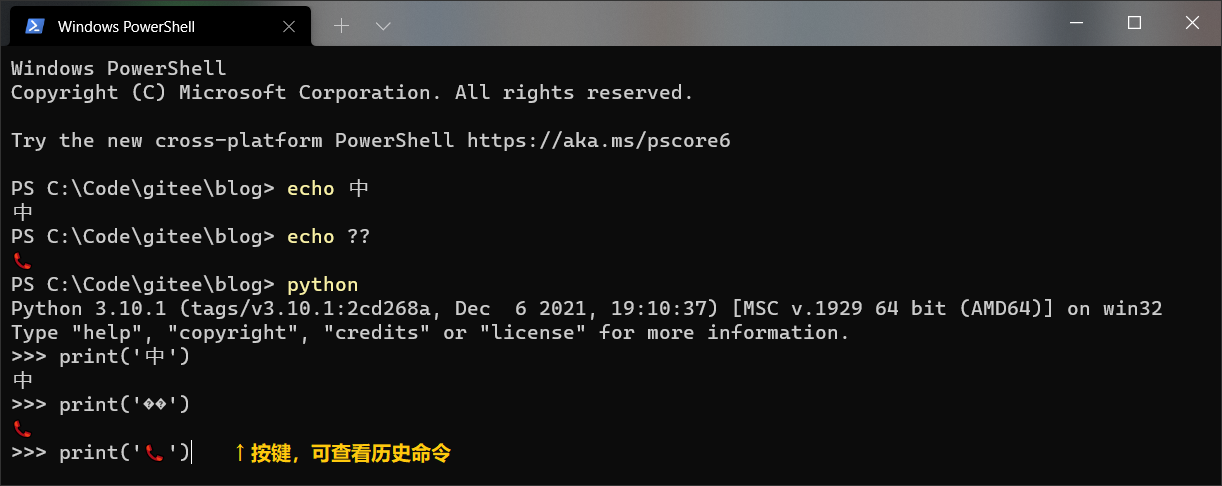 Windows PowerShell
Windows PowerShell
Copyright (C) Microsoft Corporation. All rights reserved.
Try the new cross-platform PowerShell https://aka.ms/pscore6
PS C:\Code\gitee\blog> echo 中
中
PS C:\Code\gitee\blog> echo ??
📞
PS C:\Code\gitee\blog> python
Python 3.10.1 (tags/v3.10.1:2cd268a, Dec  6 2021, 19:10:37) [MSC v.1929 64 bit (AMD64)] on win32
Type "help", "copyright", "credits" or "license" for more information.
>>> print('中')
中
>>> print('��')
📞
>>> print('📞') ↑按键，可查看历史命令